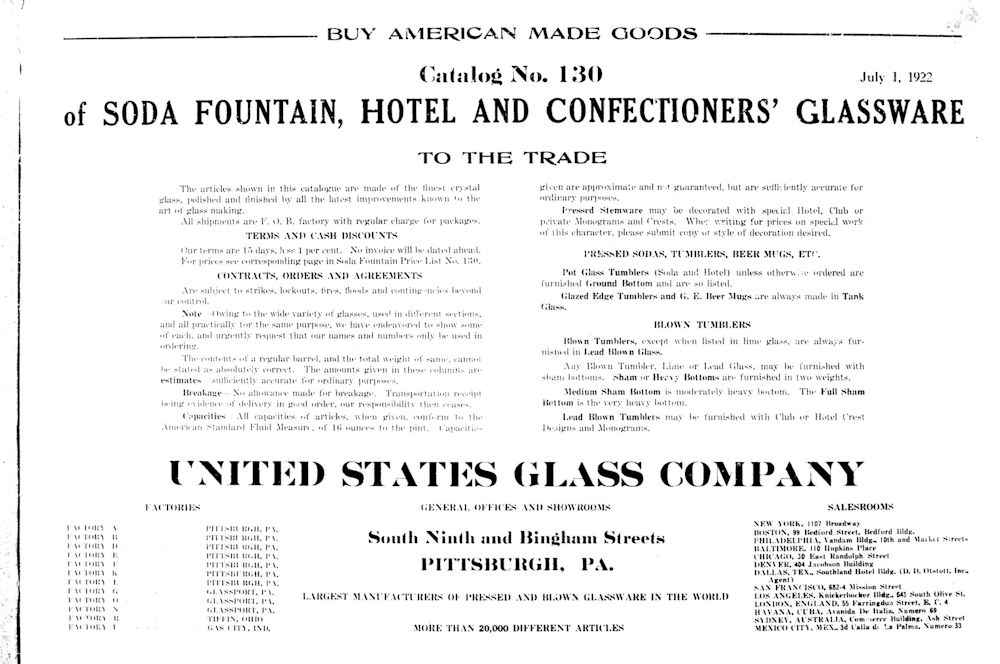 BUY AMERICAN MADE GOODS
Catalog No. 130
July 1, 1922
of SODA FOUNTAIN, HOTEL AND CONFECTIONERS' GLASSWARE
TO THE TRADE
The articles shown in this catalogue are made of the finest crystal
glass, polished and finished by all the latest improvements known to the
art of glass making.
All shipments are F. O. B. factory with regular charge for packages.
TERMS AND CASH DISCOUNTS
Our terms are 15 days, less 1 per cent. No invoice will be dated ahead.
For prices see corresponding page in Soda Fountain Price List No. 130.
CONTRACTS, ORDERS AND AGREEMENTS
Are subject to strikes, lockouts, fires, floods and contingencies beyond
our control.
Note—Owing to the wide variety of glasses, used in different sections,
and all practically for the same purpose, we have endeavored to show some
of each, and urgently request that our names and numbers only be used in
ordering.
The contents of a regular barrel, and the total weight of same, cannot
be stated as absolutely correct. The amounts given in these columns are
estimates—sufficiently accurate for ordinary purposes.
Breakage—No allowance made for breakage. Transportation receipt
being evidence of delivery in good order, our responsibility then ceases.
Capacities—All capacities of articles, when given, conform to the
American Standard Fluid Measure, of 16 ounces to the pint. Capacities
given are approximate and not guaranteed, but are sufficiently accurate for
ordinary purposes.
Pressed Stemware may be decorated with special Hotel, Club or
private Monograms and Crests. When writing for prices on special work
of this character, please submit copy or style of decoration desired.
PRESSED SODAS, TUMBLERS, BEER MUGS, ETC.
Pot Glass Tumblers (Soda and Hotel) unless otherwise ordered are
furnished Ground Bottom and are so listed.
Glazed Edge Tumblers and G. E. Beer Mugs are always made in Tank
Glass.
BLOWN TUMBLERS
Blown Tumblers, except when listed in lime glass, are always fur-
nished in Lead Blown Glass.
Any Blown Tumbler, Lime or Lead Glass, may be furnished with
sham bottoms. Sham or Heavy Bottoms are furnished in two weights.
Medium Sham Bottom is moderately heavy bottom. The Full Sham
Bottom is the very heavy bottom.
Lead Blown Tumblers may be furnished with Club or Hotel Crest
Designs and Monograms.
UNITED STATES GLASS COMPANY
FACTORIES
FACTORY A PITTSBURGH, PA.
FACTORY B PITTSBURGH, PA.
FACTORY D PITTSBURGH, PA.
FACTORY E PITTSBURGH, PA.
FACTORY F PITTSBURGH, PA.
FACTORY K PITTSBURGH, PA.
FACTORY L PITTSBURGH, PA.
FACTORY G GLASSPORT, PA.
FACTORY O GLASSPORT, PA.
FACTORY N GLASSPORT, PA.
FACTORY R TIFFIN, OHIO
FACTORY GAS CITY, IND.
GENERAL OFFICES AND SHOWROOMS
South Ninth and Bingham Streets
PITTSBURGH, PA.
LARGEST MANUFACTURERS OF PRESSED AND BLOWN GLASSWARE IN THE WORLD
MORE THAN 20,000 DIFFERENT ARTICLES
SALESROOMS
NEW YORK, 1107 Broadway
BOSTON, 99 Bedford Street, Bedford Bldg.
PHILADELPHIA, Vandam Bldg., 10th and Market Streets
BALTIMORE, 110 Hopkins Place
CHICAGO, 30 East Randolph Street
DENVER, 404 Jacobson Building
DALLAS, TEX., Southland Hotel Bldg. (D. D. Otstott, Inc.,
Agent)
SAN FRANCISCO, 682-4 Mission Street
LOS ANGELES, Knickerbocker Bldg., 643 South Olive St.
LONDON, ENGLAND, 55 Farringdon Street, E. C. 4
HAVANA, CUBA, Avanida De Italia, Numero 69
SYDNEY, AUSTRALIA, Commerce Building, Ash Street
MEXICO CITY, MEX., 3d Calla de La Palma, Numero 33